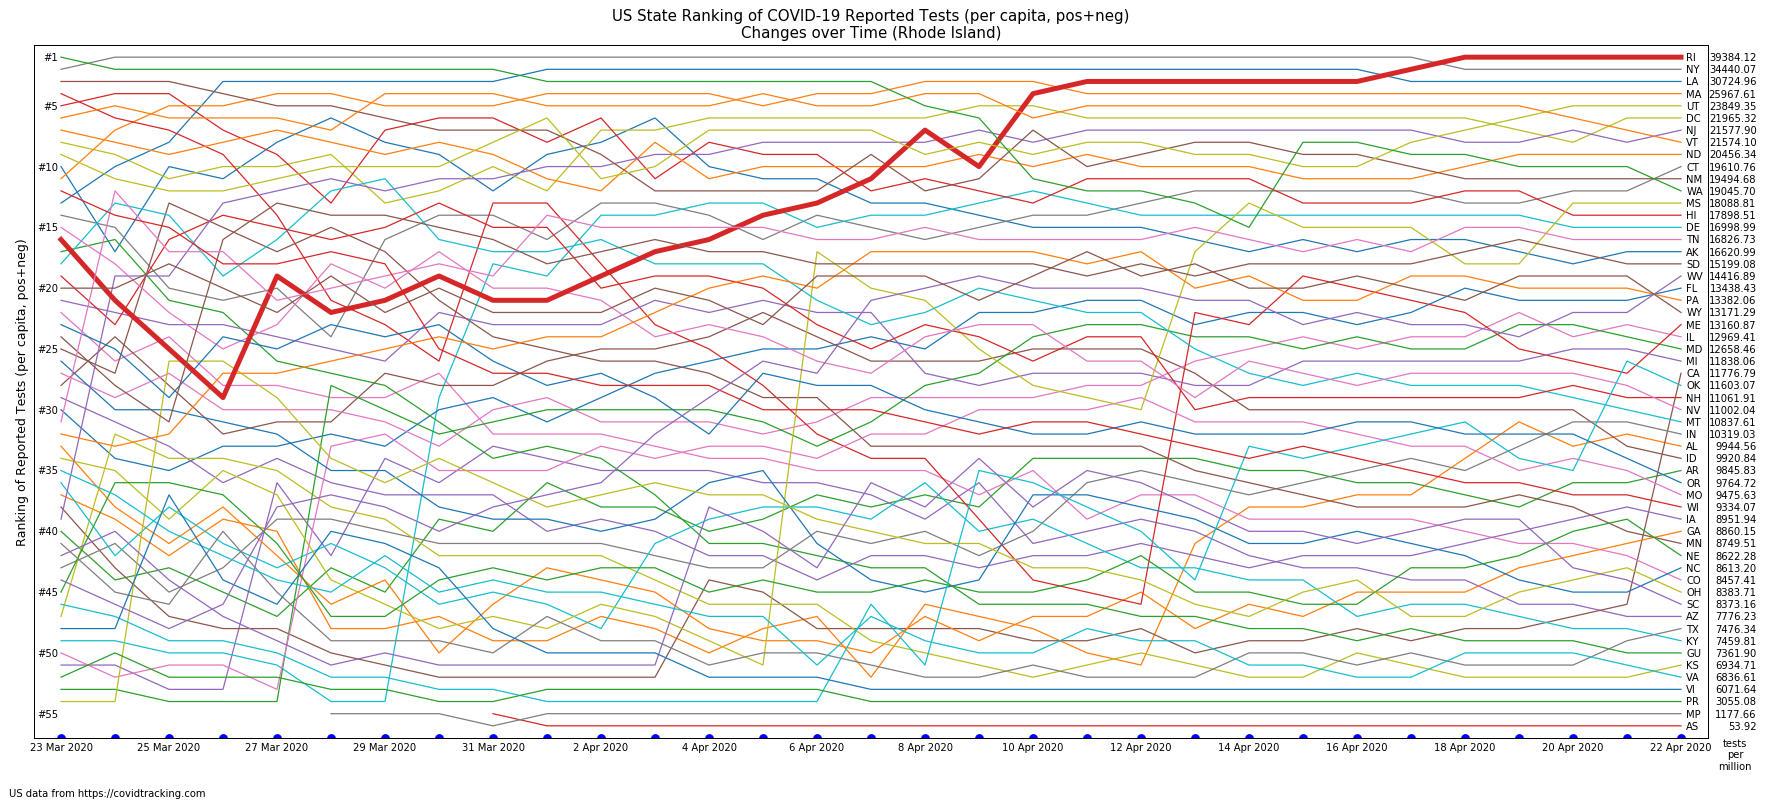 US State Ranking of COVID-19 Reported Tests (per capita, pos+neg)
Changes over Time (Rhode Island)
Ranking of Reported Tests (per capita, pos+neg)
#1
#5
#10
#15
#20
#25
#30
#35
#40
#45
#50
#55
RI 39384.12
NY 34440.07
LA 30724.96
MA 25967.61
UT 23849.35
DC 21965.32
NJ 21577.90
VT 21574.10
ND 20456.34
CT 19610.76
NM 19494.68
WA 19045.70
MS 18088.81
HI 17898.51
DE 16998.99
TN 16826.73
AK 16620.99
SD 15199.08
WV 14416.89
FL 13438.43
PA 13382.06
WY 13171.29
ME 13160.87
IL 12969.41
MD 12658.46
MI 11838.06
CA 11776.79
OK 11603.07
NH 11061.91
NV 11002.04
MT 10837.61
IN 10319.03
AL 9944.56
ID 9920.84
AR 9845.83
OR 9764.72
MO 9475.63
WI 9334.07
IA 8951.94
GA 8860.15
MN 8749.51
NE 8622.28
NC 8613.20
CO 8457.41
OH 8383.71
SC 8373.16
AZ 7776.23
TX 7476.34
KY 7459.81
GU 7361.90
KS 6934.71
VA 6836.61
VI 6071.64
PR 3055.08
MP 1177.66
AS 53.92
23 Mar 2020 25 Mar 2020 27 Mar 2020 29 Mar 2020 31 Mar 2020 2 Apr 2020 4 Apr 2020 6 Apr 2020 8 Apr 2020 10 Apr 2020 12 Apr 2020 14 Apr 2020 16 Apr 2020 18 Apr 2020 20 Apr 2020 22 Apr 2020
tests
per
million
US data from https://covidtracking.com